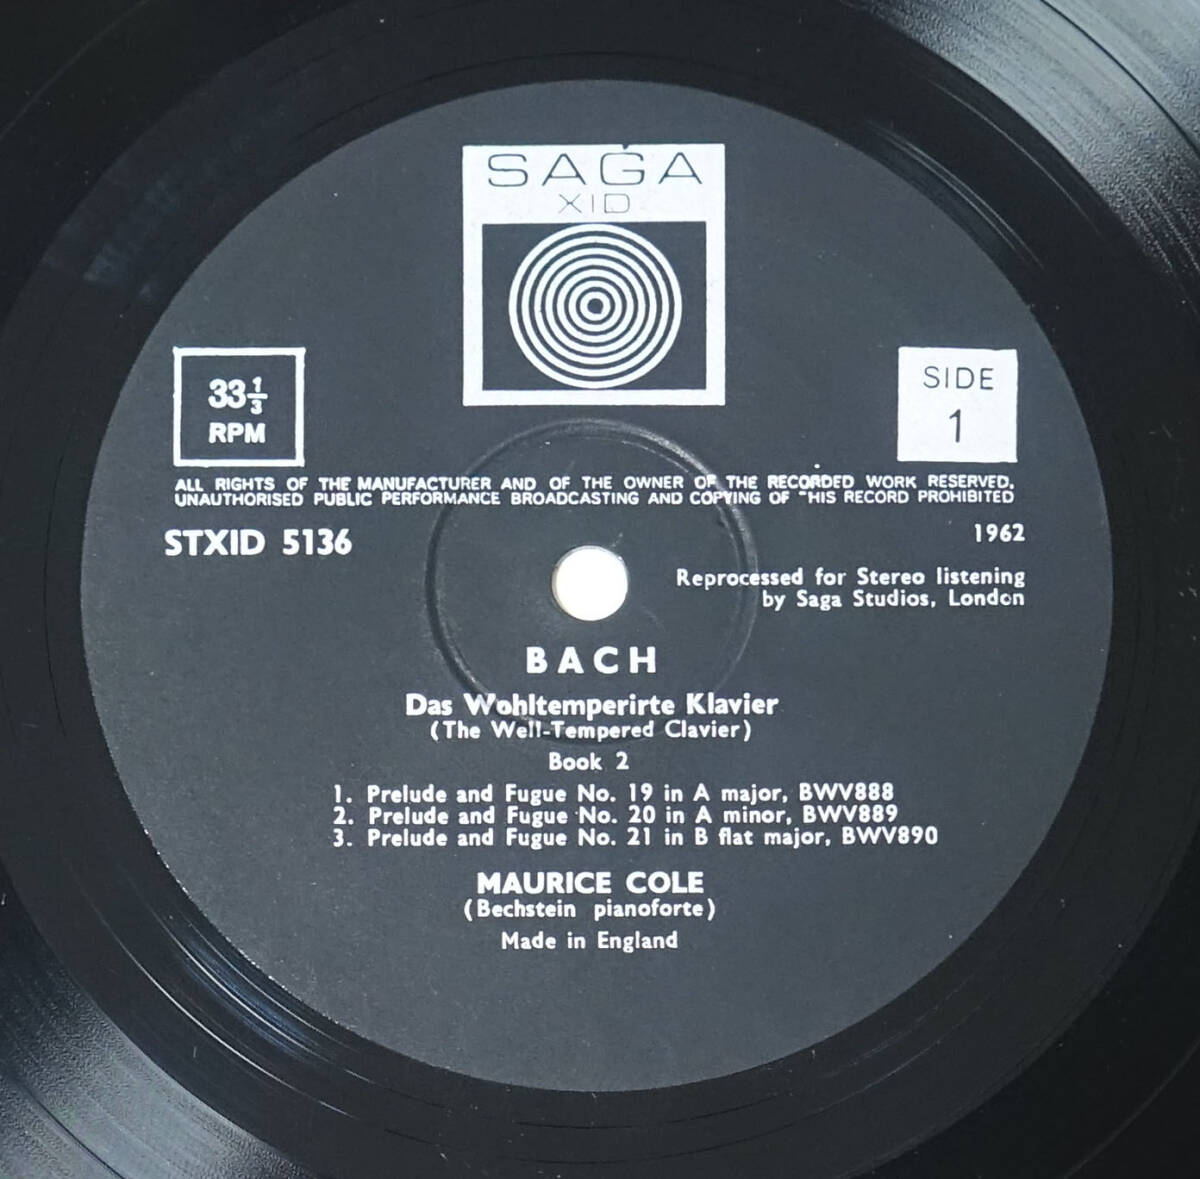 SAGA
XID
33⅓
RPM
SIDE
1
ALL RIGHTS OF THE MANUFACTURER AND OF THE OWNER OF THE RECORDED WORK RESERVED.
UNAUTHORISED PUBLIC PERFORMANCE BROADCASTING AND COPYING OF "HIS RECORD PROHIBITED
STXID 5136
1962
Reprocessed for Stereo listening
by Saga Studios, London
BACH
Das Wohltemperirte Klavier
(The Well-Tempered Clavier)
Book 2
1. Prelude and Fugue No. 19 in A major, BWV888
2. Prelude and Fugue No. 20 in A minor, BWV889
3. Prelude and Fugue No. 21 in B flat major, BWV890
MAURICE COLE
(Bechstein pianoforte)
Made in England